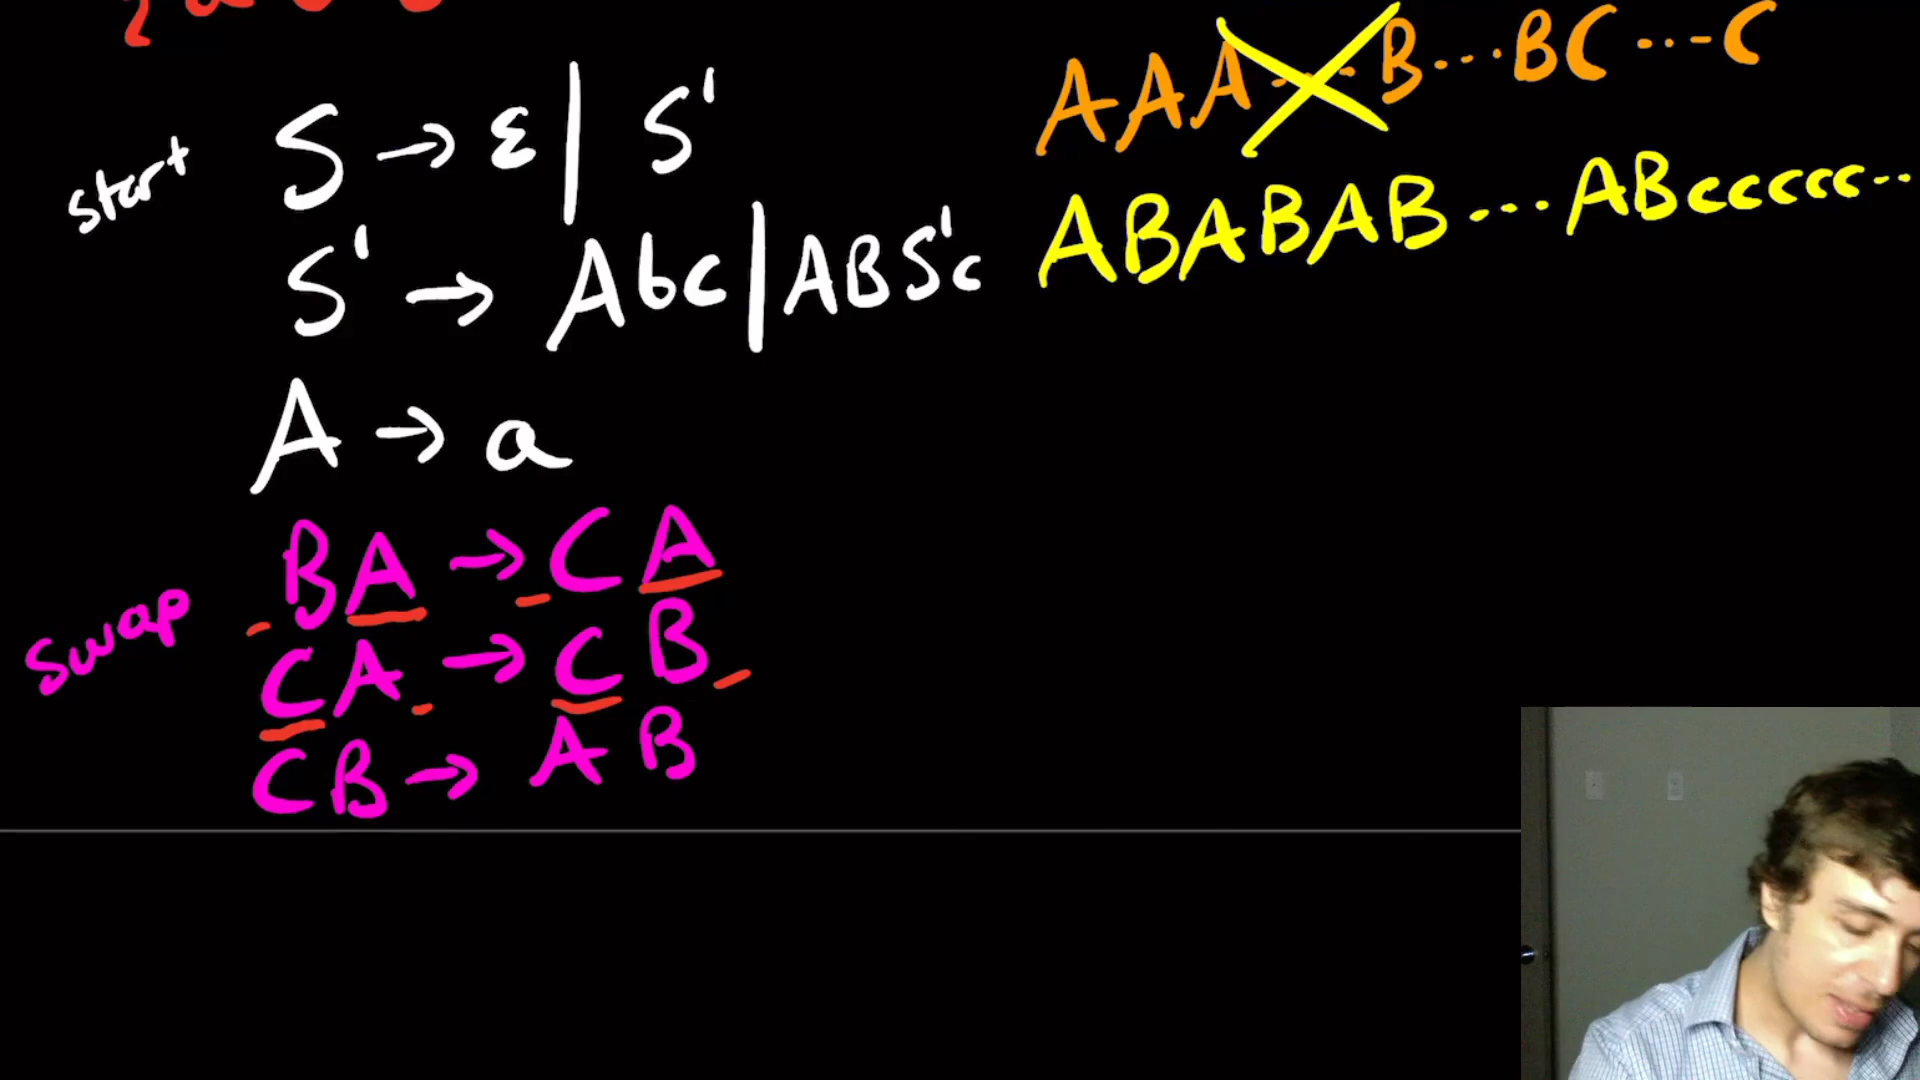 start S → ε | S'
S' → Abc | ABS'c
A → a
swap BA → CA
CA → CB
CB → AB
AAA...B...BC...C
ABABAB...ABccccc...